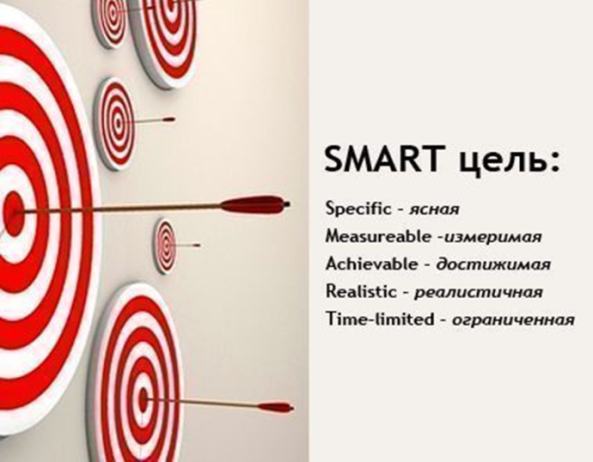 SMART цель:
Specific - ясная
Measureable -измеримая
Achievable - достижимая
Realistic - реалистичная
Time-limited - ограниченная